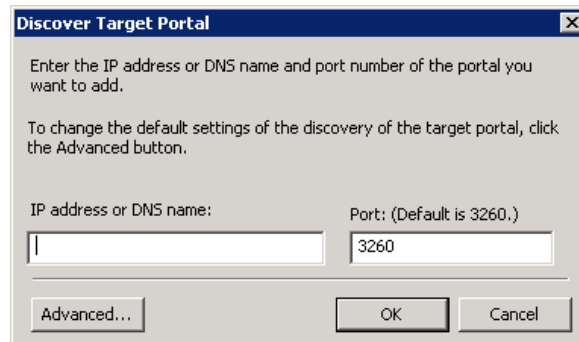 Discover Target Portal
Enter the IP address or DNS name and port number of the portal you
want to add.
To change the default settings of the discovery of the target portal, click
the Advanced button.
IP address or DNS name:
Port: (Default is 3260.)
3260
Advanced...
OK
Cancel